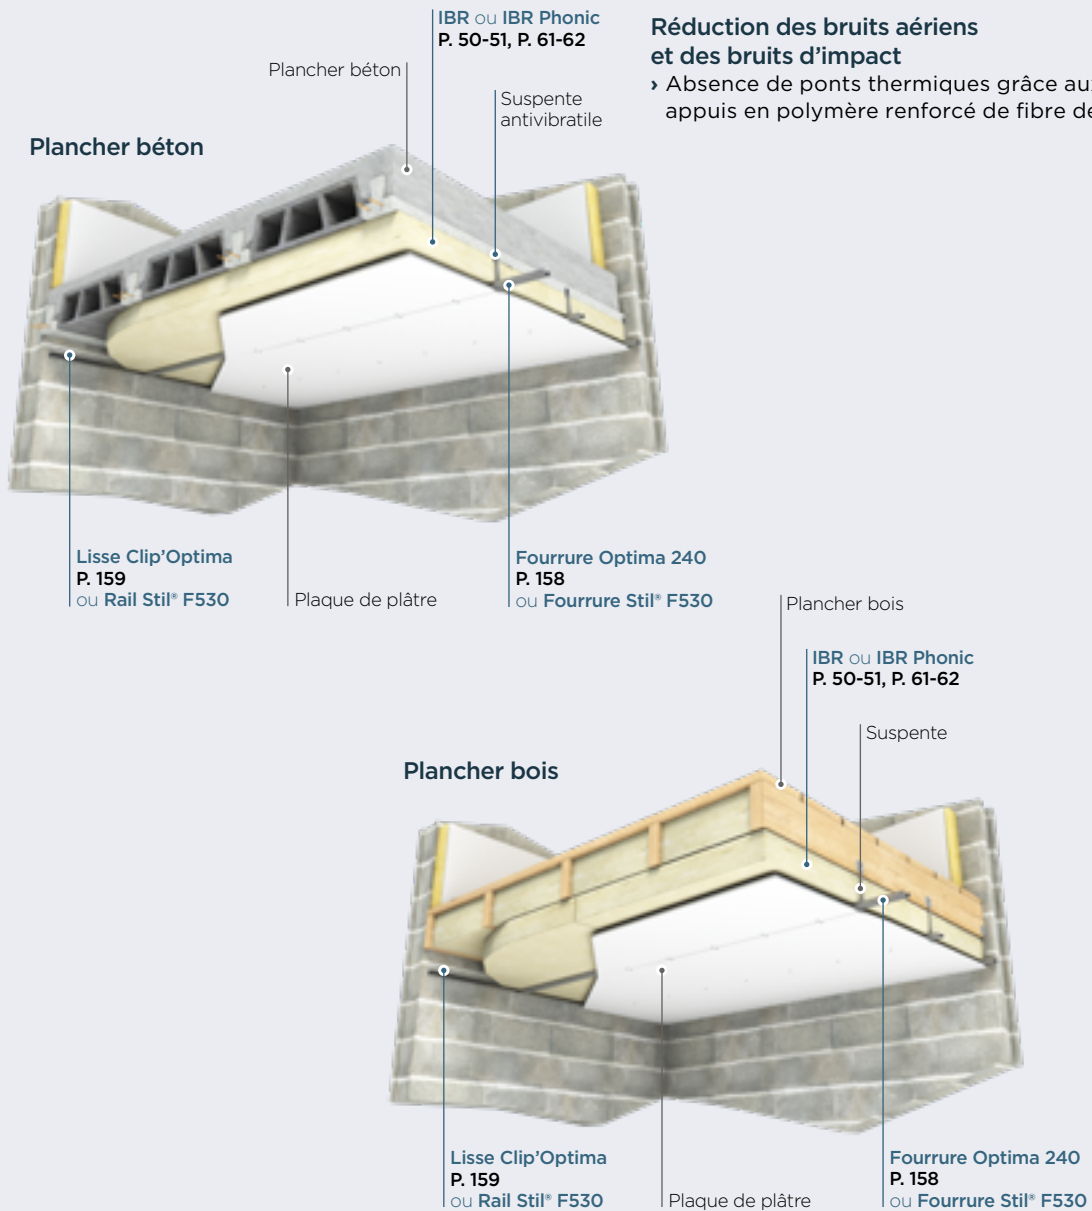 IBR ou IBR Phonic
P. 50-51, P. 61-62
Réduction des bruits aériens
et des bruits d'impact
› Absence de ponts thermiques grâce aux
appuis en polymère renforcé de fibre de
Plancher béton
Suspente
antivibratile
Plancher béton
Lisse Clip'Optima
P. 159
ou Rail Stil® F530
Plaque de plâtre
Fourrure Optima 240
P. 158
ou Fourrure Stil® F530
Plancher bois
IBR ou IBR Phonic
P. 50-51, P. 61-62
Suspente
Plancher bois
Lisse Clip'Optima
P. 159
ou Rail Stil® F530
Plaque de plâtre
Fourrure Optima 240
P. 158
ou Fourrure Stil® F530